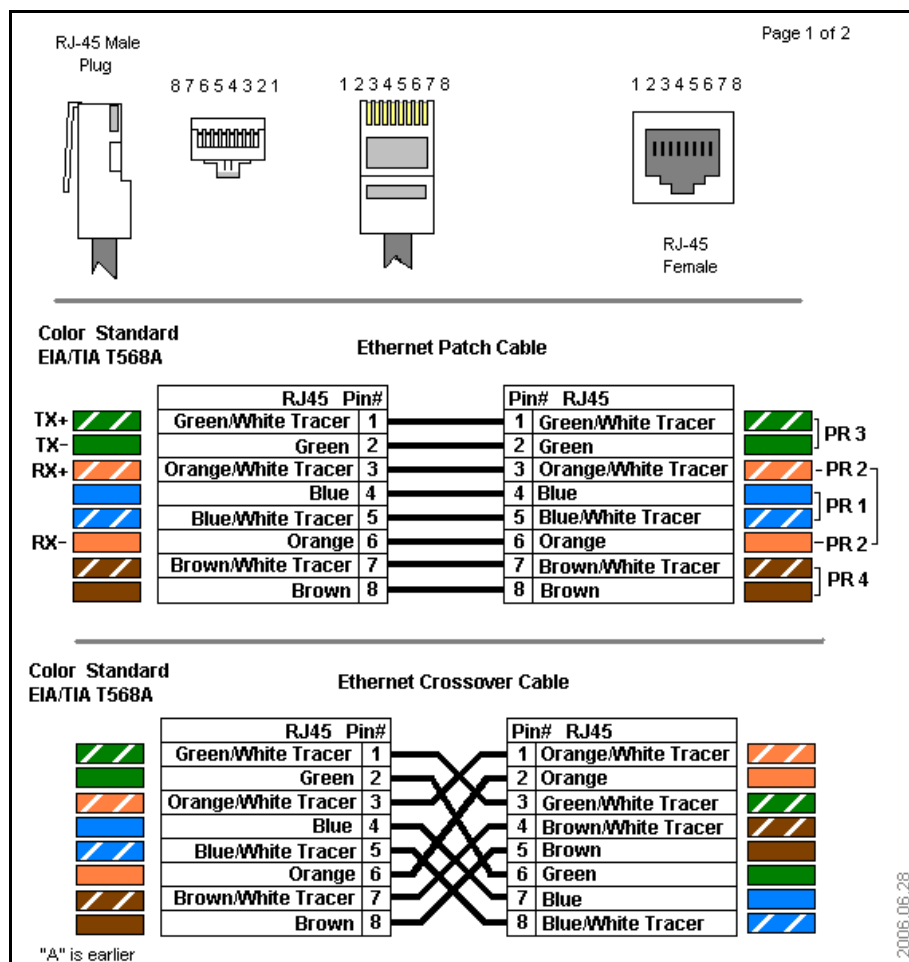 Page 1 of 2
RJ-45 Male
Plug
8 7 6 5 4 3 2 1
1 2 3 4 5 6 7 8
1 2 3 4 5 6 7 8
RJ-45
Female
Color Standard
EIA/TIA T568A
Ethernet Patch Cable
RJ45 Pin#
Pin# RJ45
TX+ Green/White Tracer 1 1 Green/White Tracer
TX- Green 2 2 Green PR 3
RX+ Orange/White Tracer 3 3 Orange/White Tracer PR 2
Blue 4 4 Blue
Blue/White Tracer 5 5 Blue/White Tracer PR 1
RX- Orange 6 6 Orange PR 2
Brown/White Tracer 7 7 Brown/White Tracer
Brown 8 8 Brown PR 4
Color Standard
EIA/TIA T568A
Ethernet Crossover Cable
RJ45 Pin#
Pin# RJ45
Green/White Tracer 1 1 Orange/White Tracer
Green 2 2 Orange
Orange/White Tracer 3 3 Green/White Tracer
Blue 4 4 Brown/White Tracer
Blue/White Tracer 5 5 Brown
Orange 6 6 Green
Brown/White Tracer 7 7 Blue
Brown 8 8 Blue/White Tracer
"A" is earlier
2006.06.28